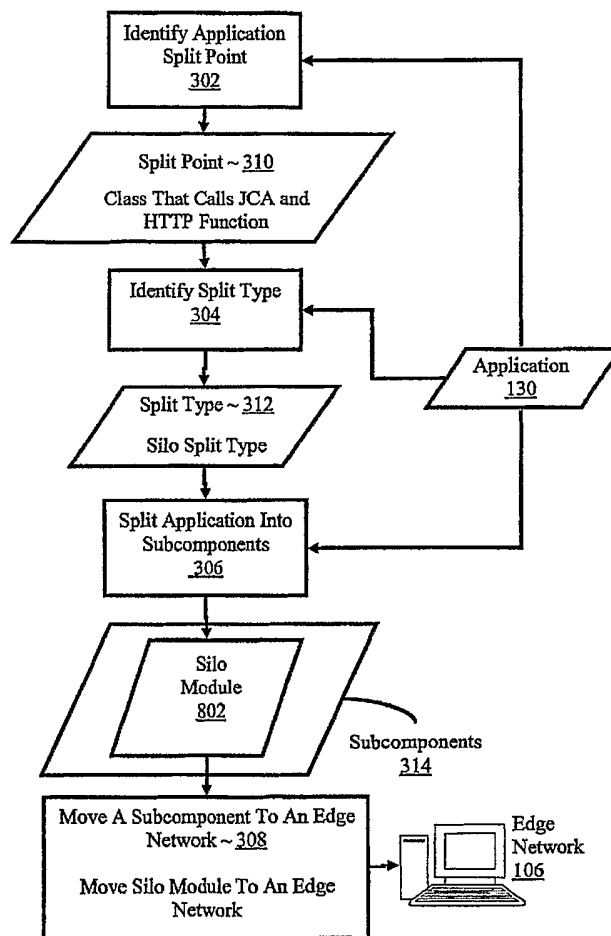 Identify Application
Split Point
302
Split Point ~ 310
Class That Calls JCA and
HTTP Function
Identify Split Type
304
Application
130
Split Type ~ 312
Silo Split Type
Split Application Into
Subcomponents
306
Silo
Module
802
Subcomponents
314
Move A Subcomponent To An Edge
Network ~ 308
Move Silo Module To An Edge
Network
Edge
Network
106